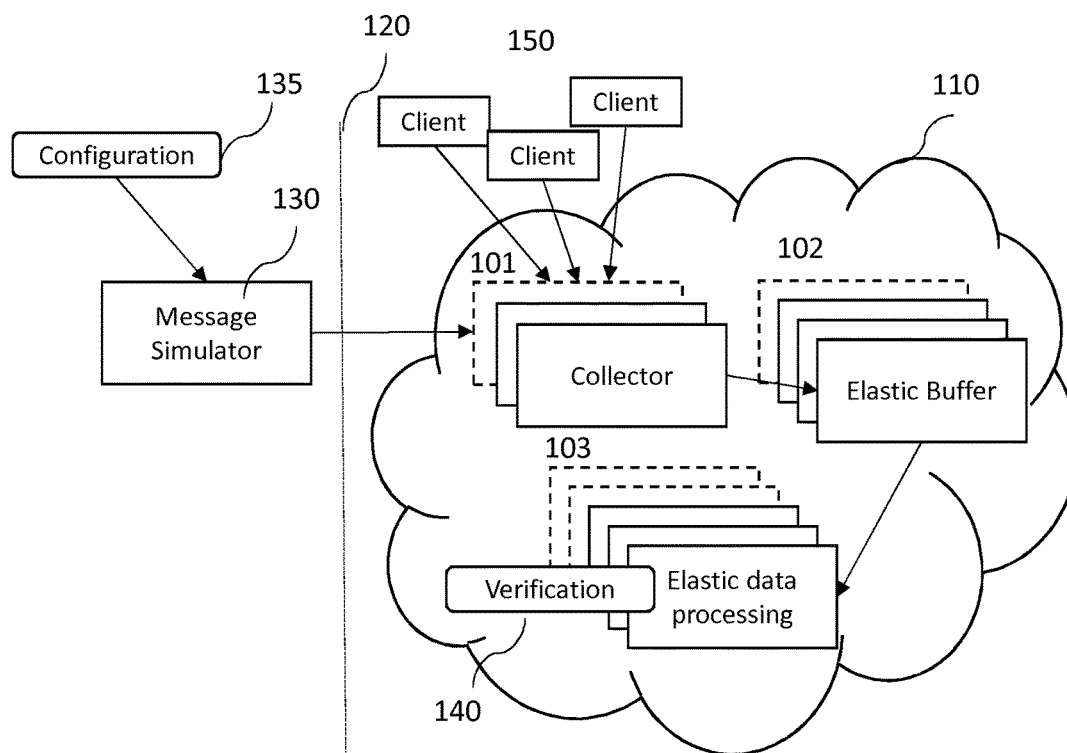 120
150
135
Client
Client
Client
110
Configuration
130
101
102
Message
Simulator
Collector
Elastic Buffer
103
Verification
Elastic data
processing
140